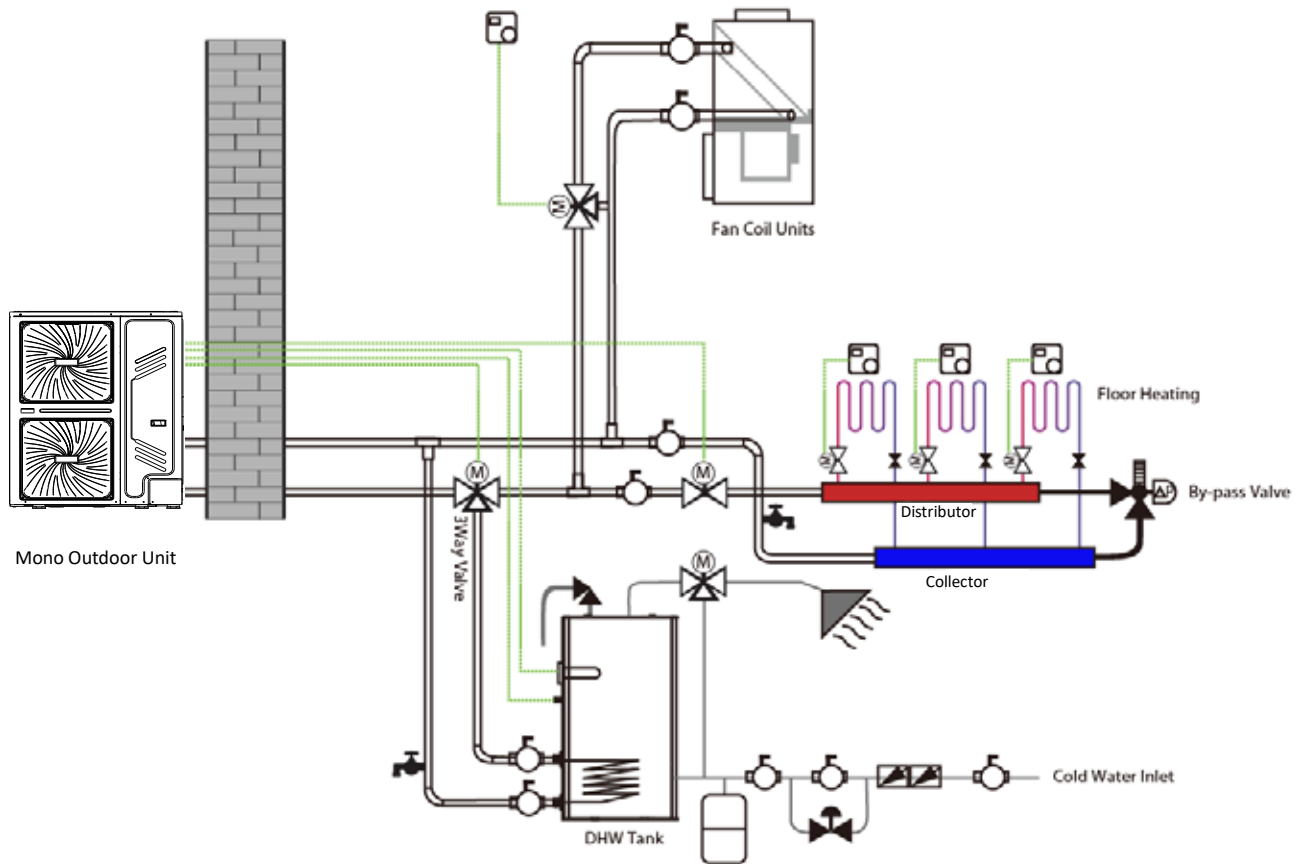 M
Fan Coil Units
Floor Heating
M
M
M
M
M
By-pass Valve
ΔP
Distributor
Mono Outdoor Unit
3Way Valve
Collector
M
Cold Water Inlet
DHW Tank